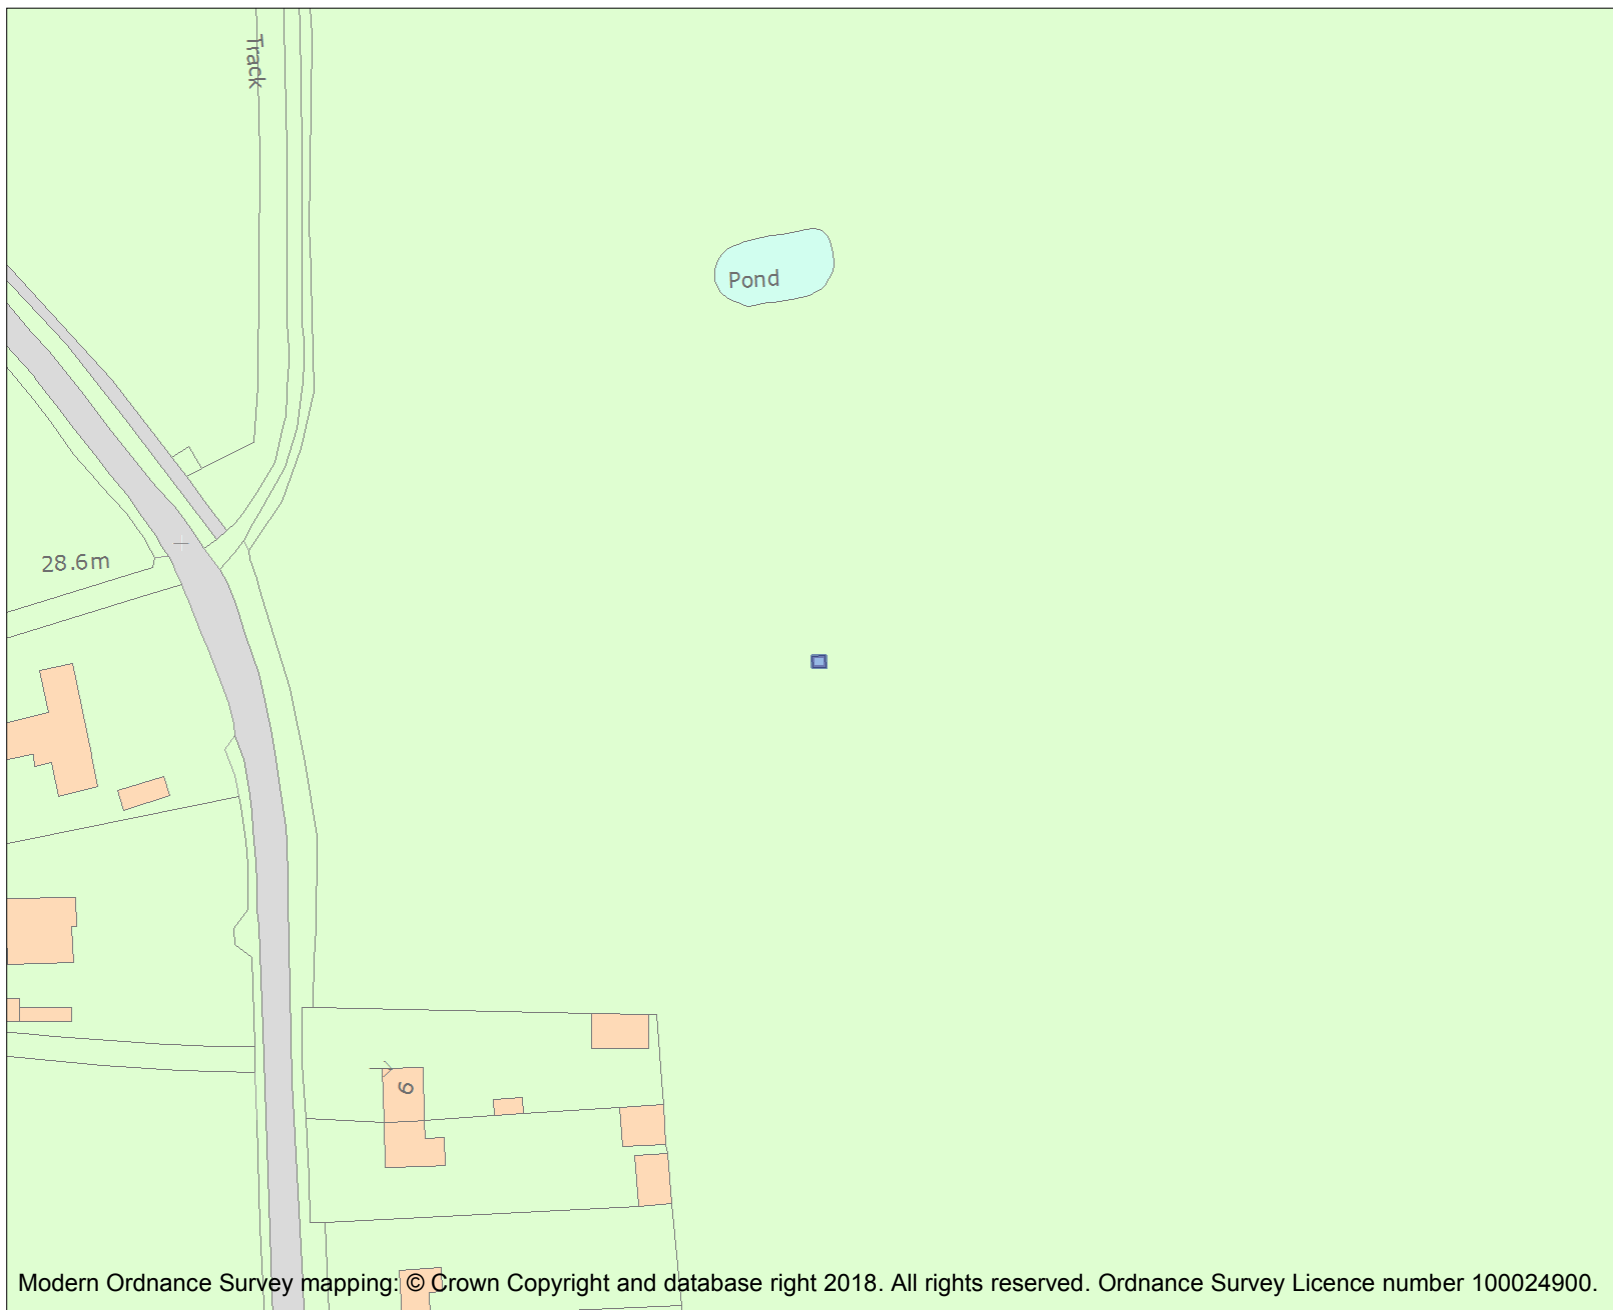 Track
Pond
28.6m
9
Modern Ordnance Survey mapping: © Crown Copyright and database right 2018. All rights reserved. Ordnance Survey Licence number 100024900.